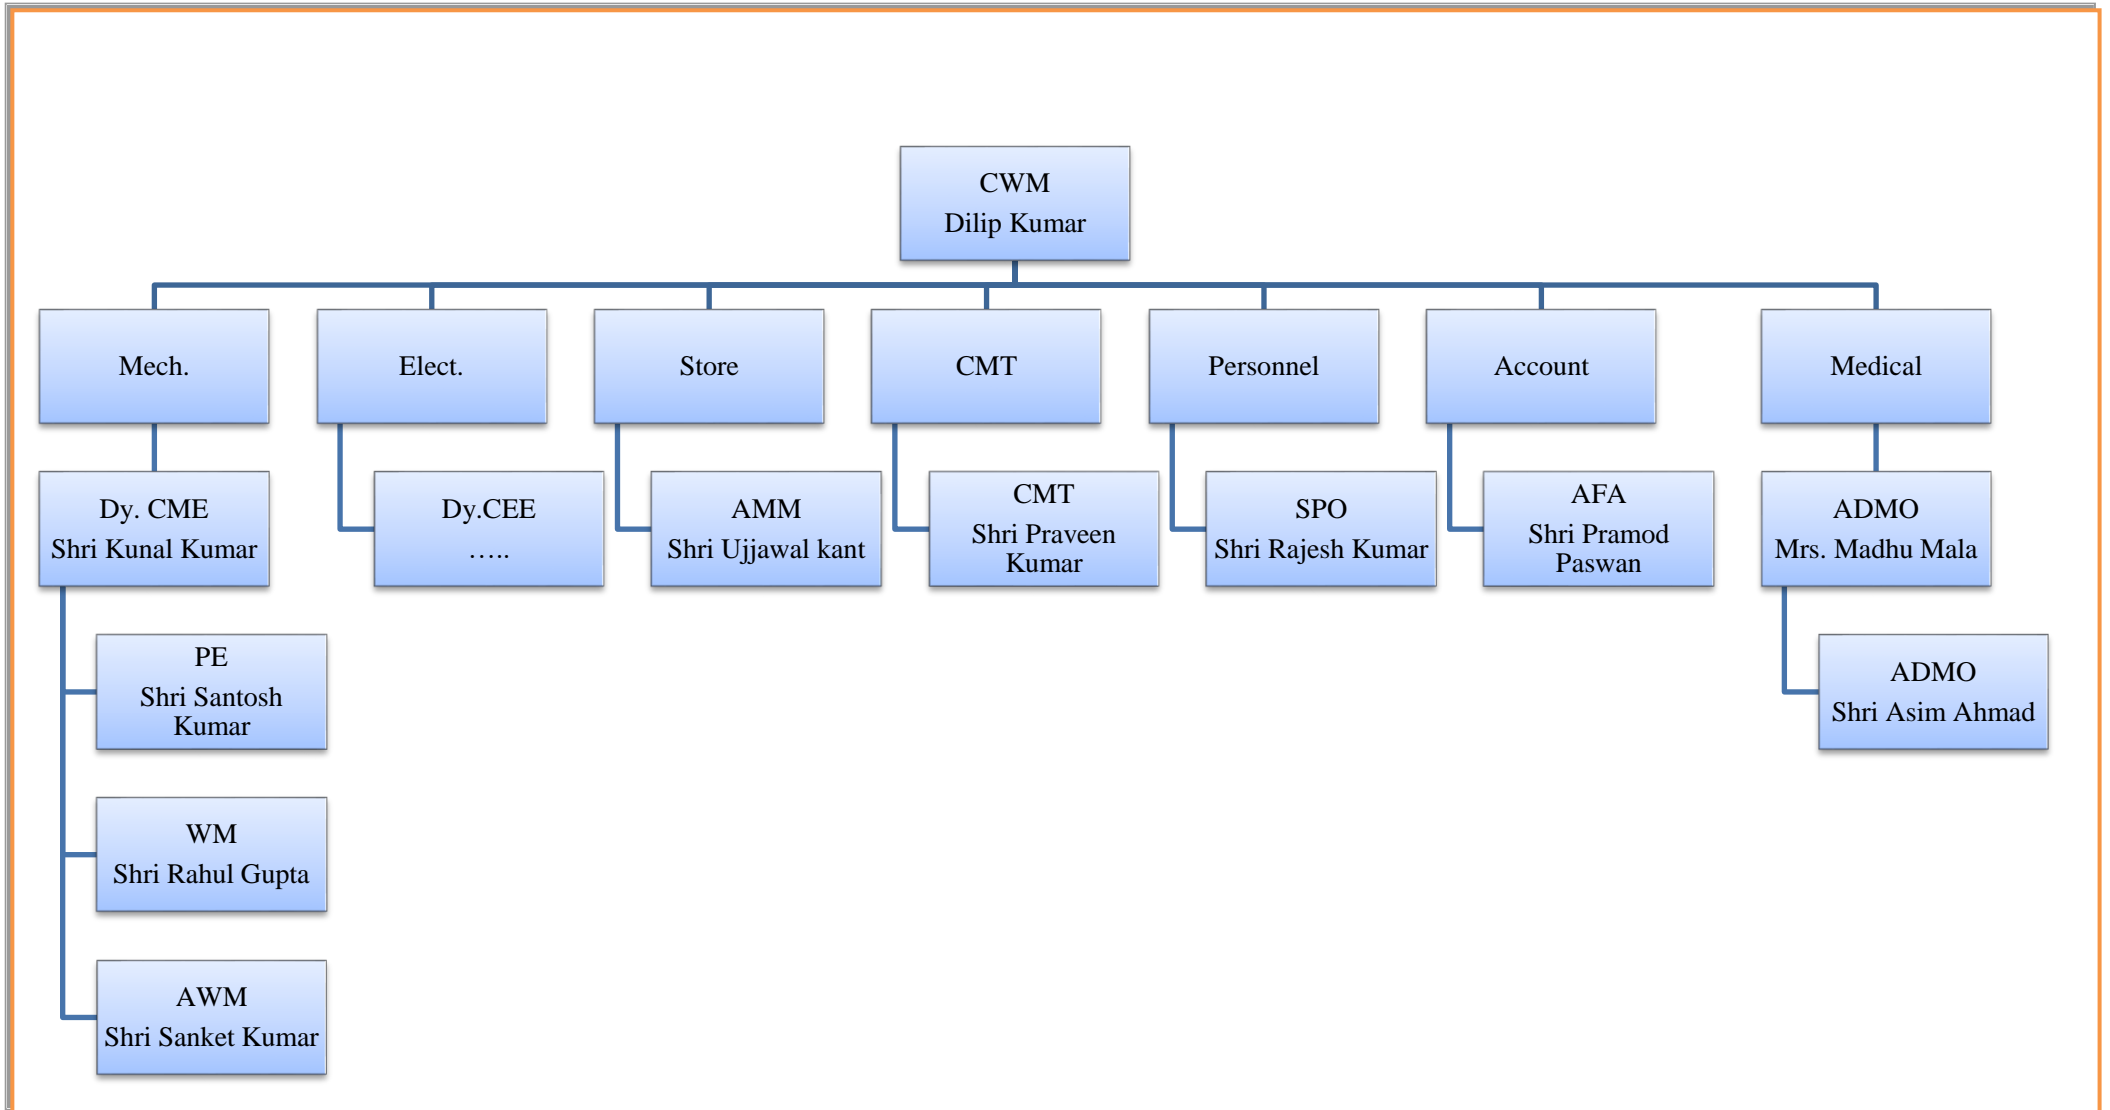 CWM
Dilip Kumar
Mech.
Elect.
Store
CMT
Personnel
Account
Medical
Dy. CME
Shri Kunal Kumar
Dy.CEE
…..
AMM
Shri Ujjawal kant
CMT
Shri Praveen
Kumar
SPO
Shri Rajesh Kumar
AFA
Shri Pramod
Paswan
ADMO
Mrs. Madhu Mala
PE
Shri Santosh
Kumar
ADMO
Shri Asim Ahmad
WM
Shri Rahul Gupta
AWM
Shri Sanket Kumar